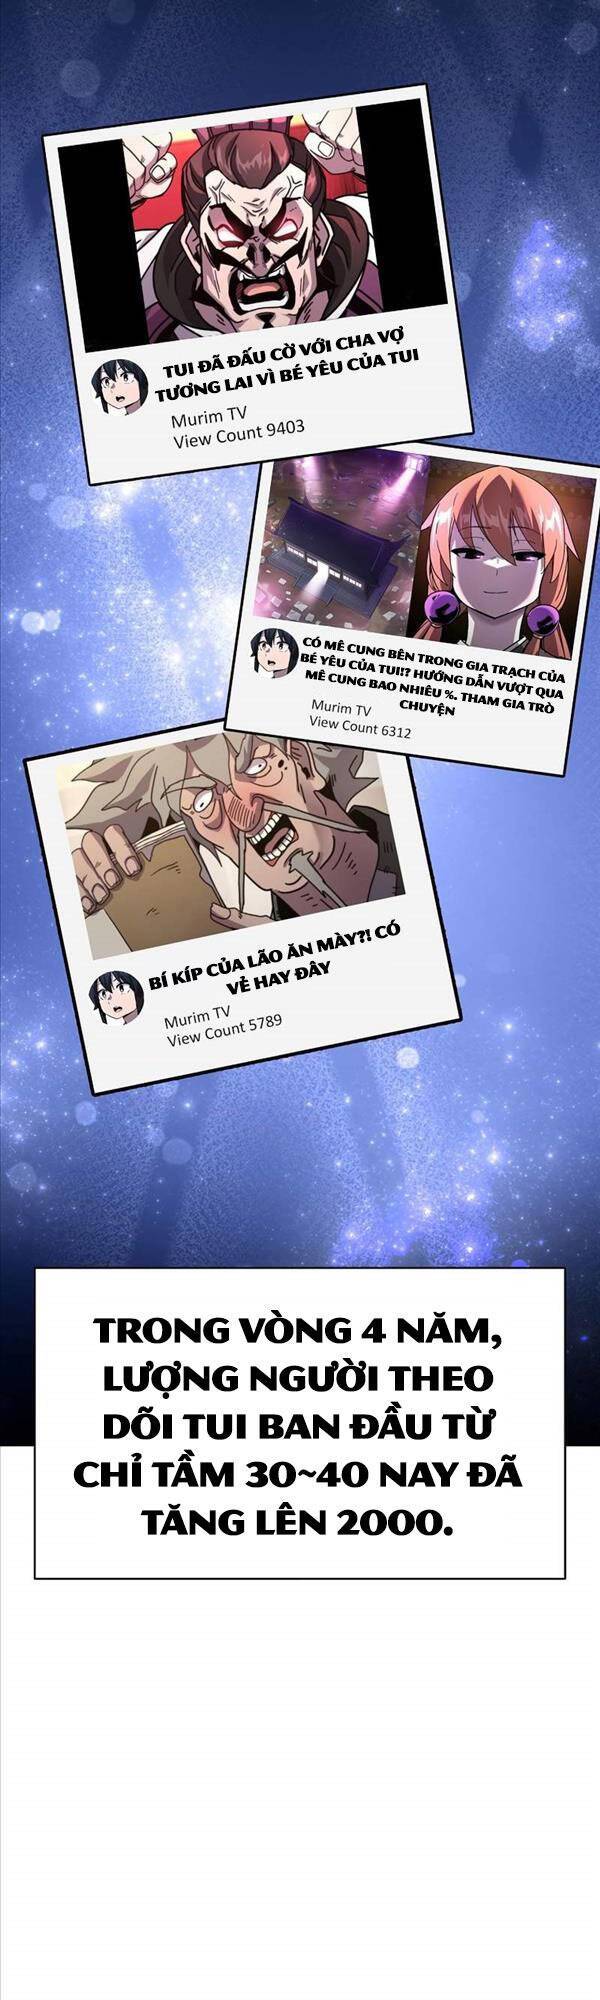 TUI ĐÃ ĐẤU CỜ VỚI CHA VỢ
TƯƠNG LAI VÌ BÉ YÊU CỦA TUI
Murim TV
View Count 9403
CÓ MÊ CUNG BÊN TRONG GIA TRẠCH CỦA
BÉ YÊU CỦA TUI!? HƯỚNG DẪN VƯỢT QUA
MÊ CUNG BAO NHIÊU %. THAM GIA TRÒ
CHUYỆN
Murim TV
View Count 6312
BÍ KÍP CỦA LÃO ĂN MÀY?! CÓ
VẺ HAY ĐÂY
Murim TV
View Count 5789
TRONG VÒNG 4 NĂM,
LƯỢNG NGƯỜI THEO
DÕI TUI BAN ĐẦU TỪ
CHỈ TẦM 30~40 NAY ĐÃ
TĂNG LÊN 2000.